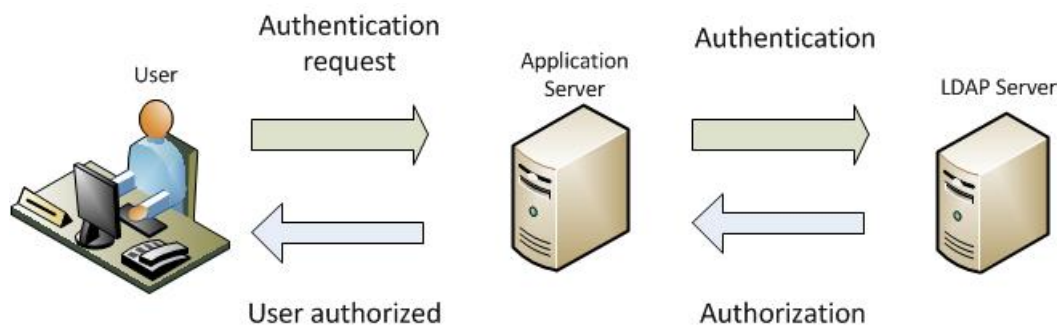 Authentication
request
Authentication
User
Application
Server
LDAP Server
User authorized
Authorization